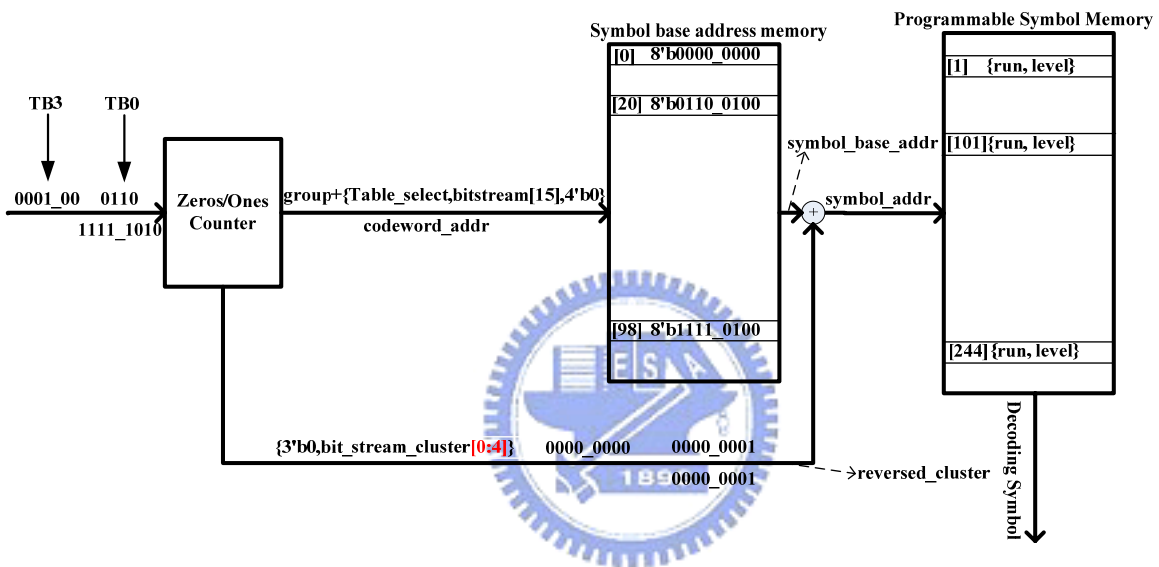 Programmable Symbol Memory
Symbol base address memory
[0] 8'b0000_0000
[1] {run, level}
TB3 TB0
[20] 8'b0110_0100
[101] {run, level}
symbol_base_addr
0001_00 0110
1111_1010
Zeros/Ones
Counter
group+{Table_select,bitstream[15],4'b0}
codeword_addr
+
symbol_addr
[98] 8'b1111_0100
[244] {run, level}
ESA
{3'b0,bit_stream_cluster[0:4]} 0000_0000 0000_0001
reversed_cluster
0000_0001
189
Decoding Symbol